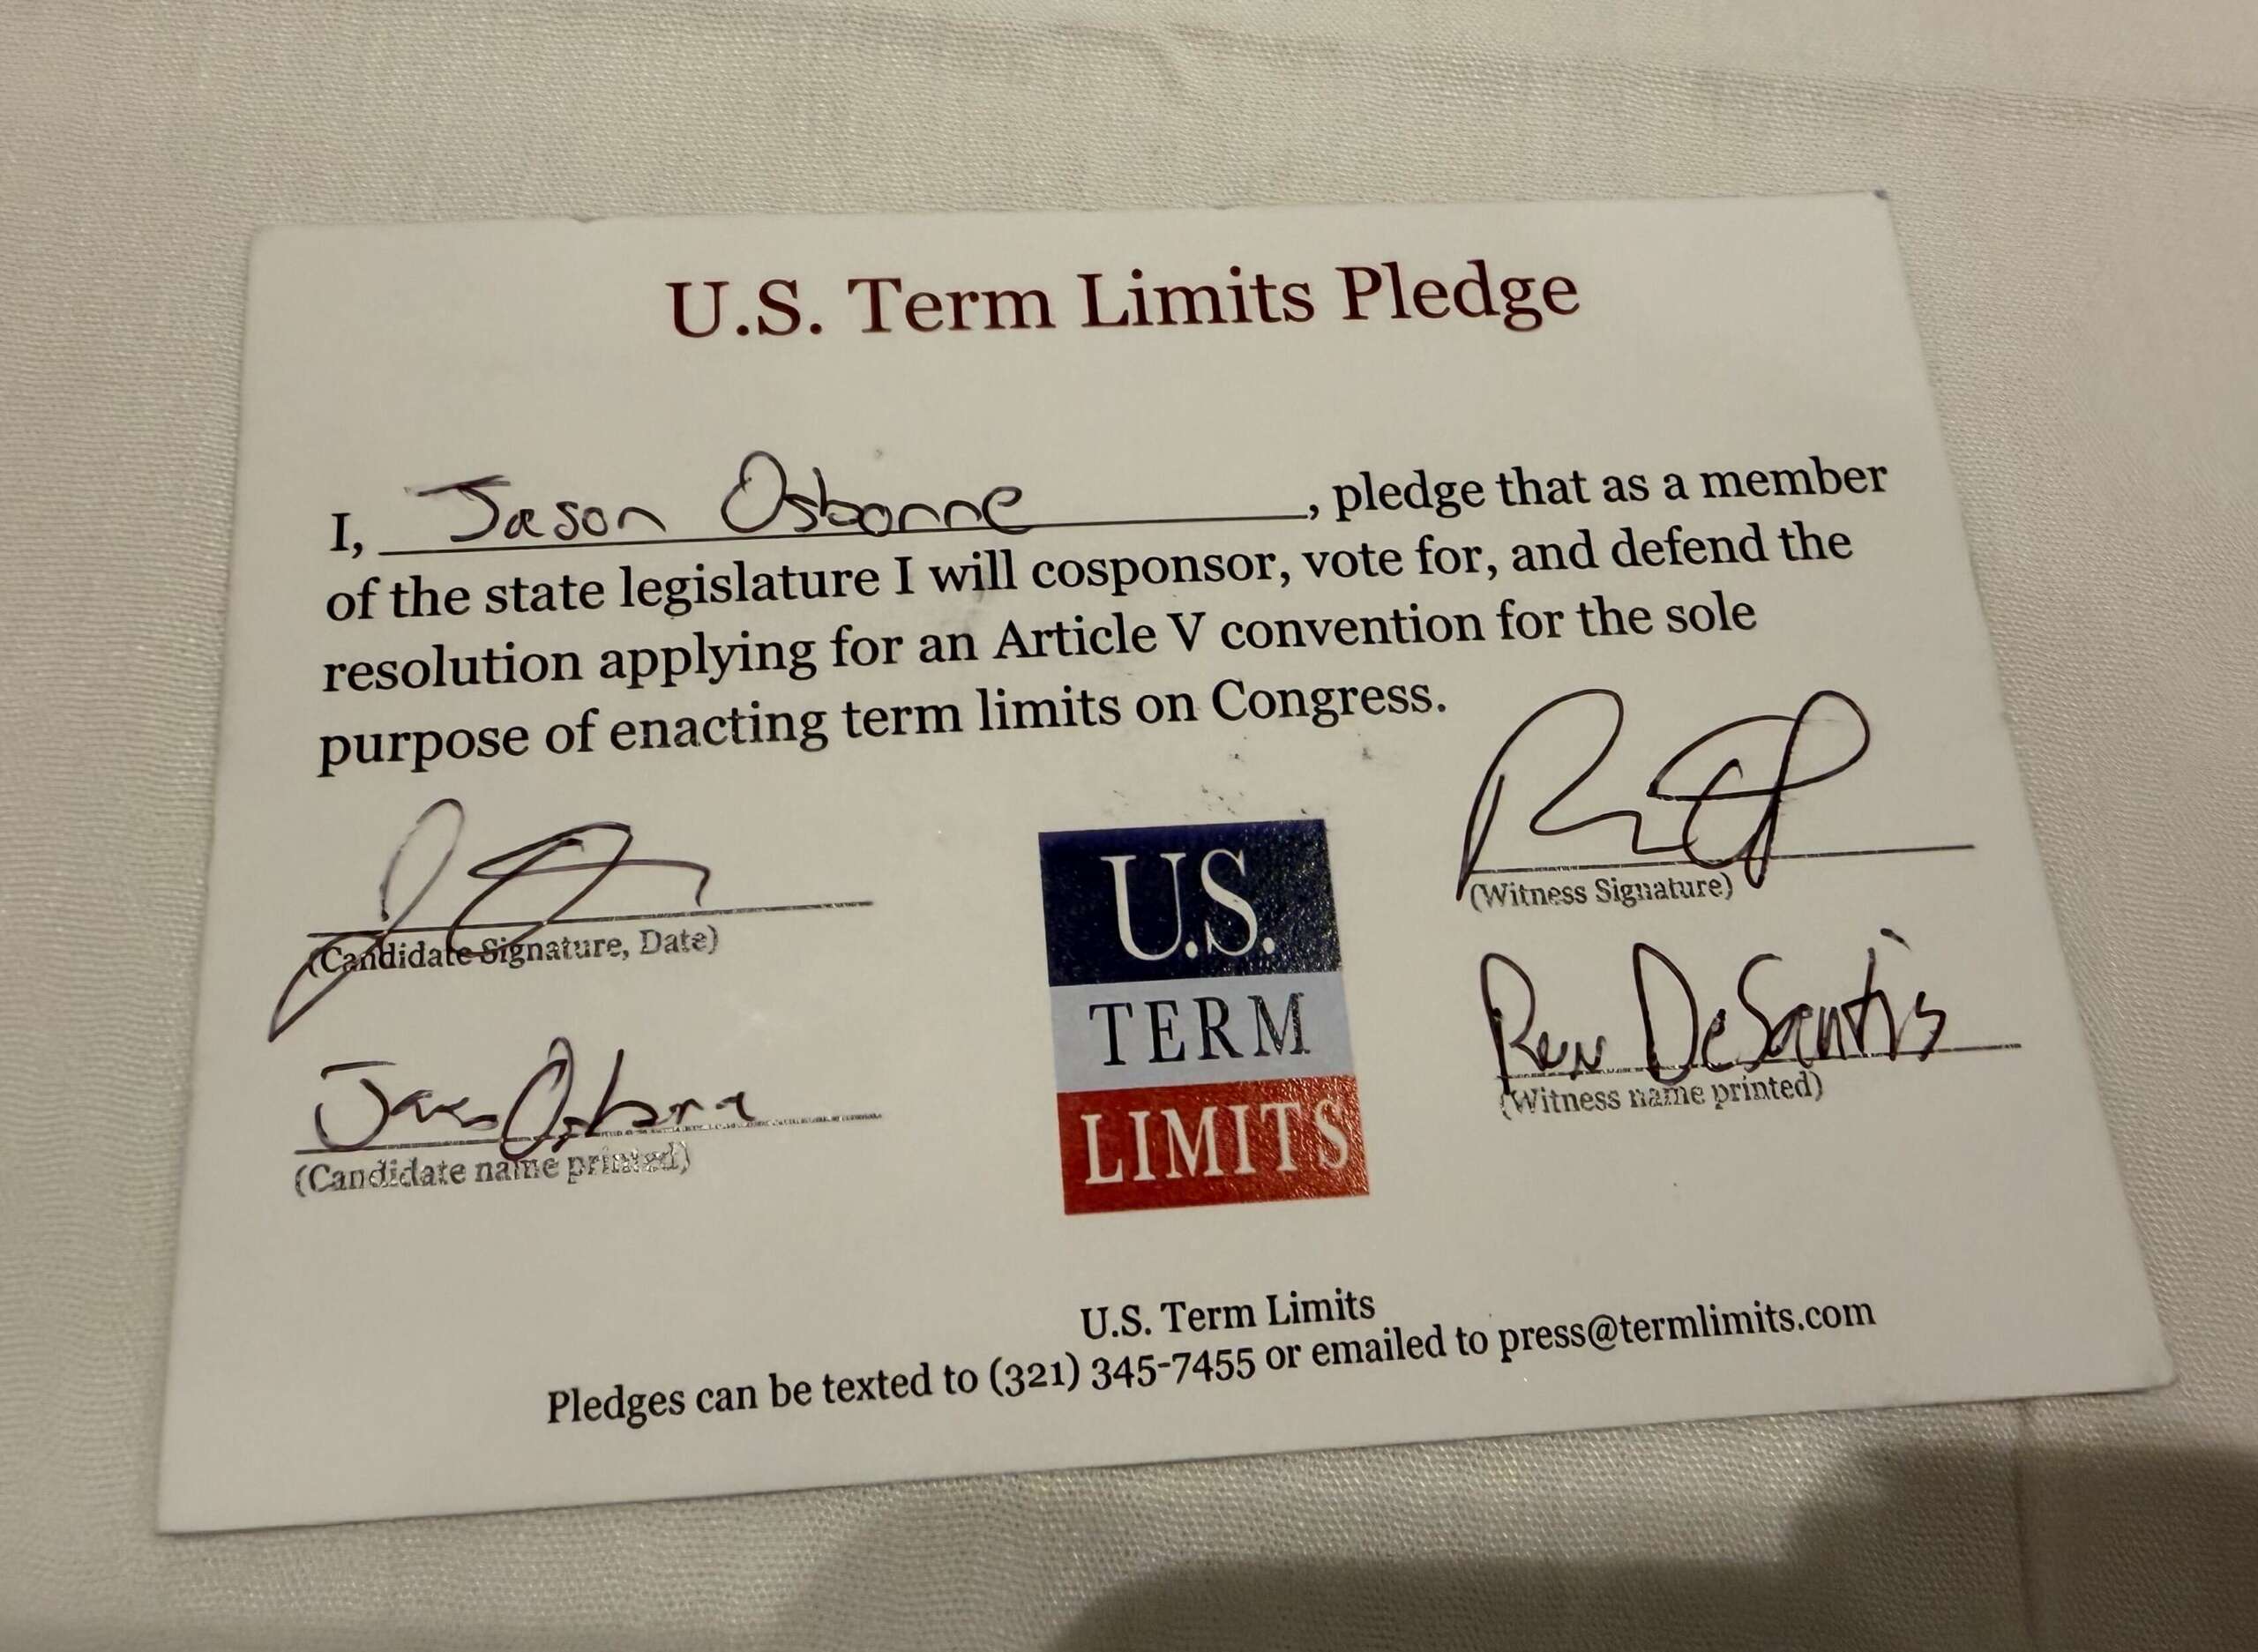 U.S. Term Limits Pledge
I, Jason Osborne, pledge that as a member
of the state legislature I will cosponsor, vote for, and defend the
resolution applying for an Article V convention for the sole
purpose of enacting term limits on Congress.
(Candidate Signature, Date)
Jason Osborne
(Candidate name printed)
U.S.
TERM
LIMITS
(Witness Signature)
Ron DeSantis
(Witness name printed)
U.S. Term Limits
Pledges can be texted to (321) 345-7455 or emailed to press@termlimits.com